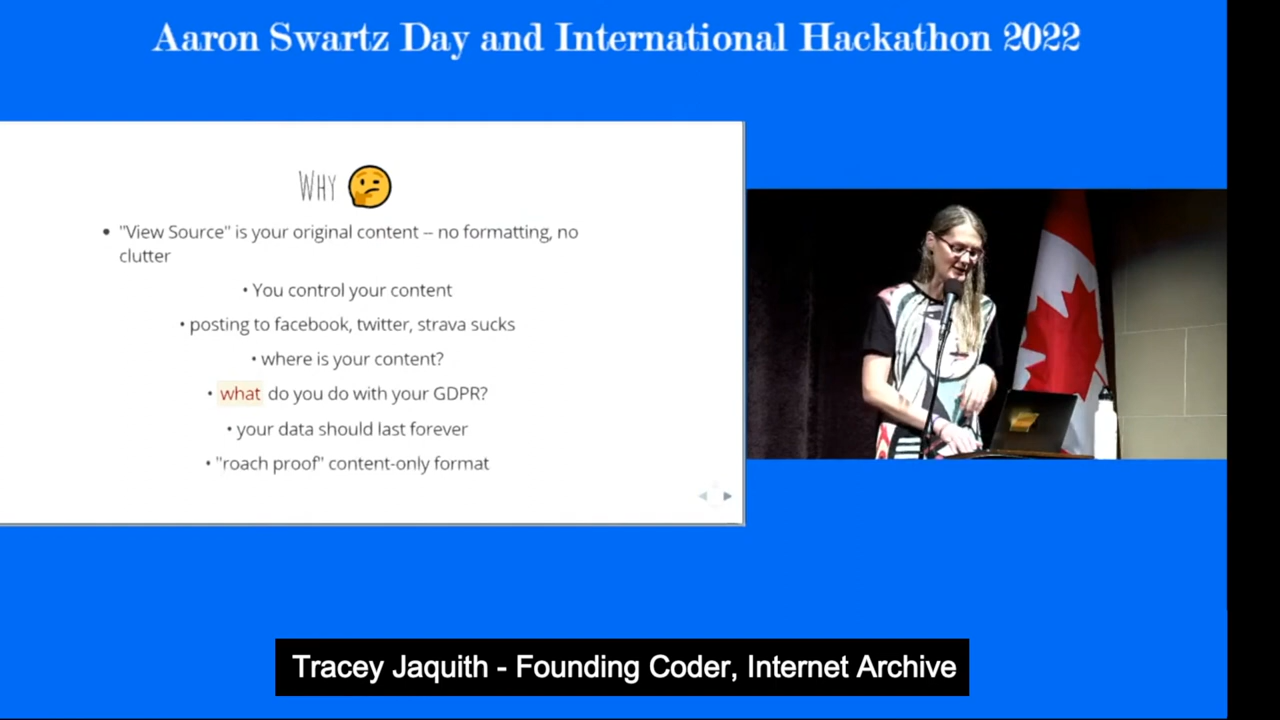 Aaron Swartz Day and International Hackathon 2022
Why 🤔
• "View Source" is your original content – no formatting, no
clutter
• You control your content
• posting to facebook, twitter, strava sucks
• where is your content?
• what do you do with your GDPR?
• your data should last forever
• "roach proof" content-only format
Tracey Jaquith - Founding Coder, Internet Archive